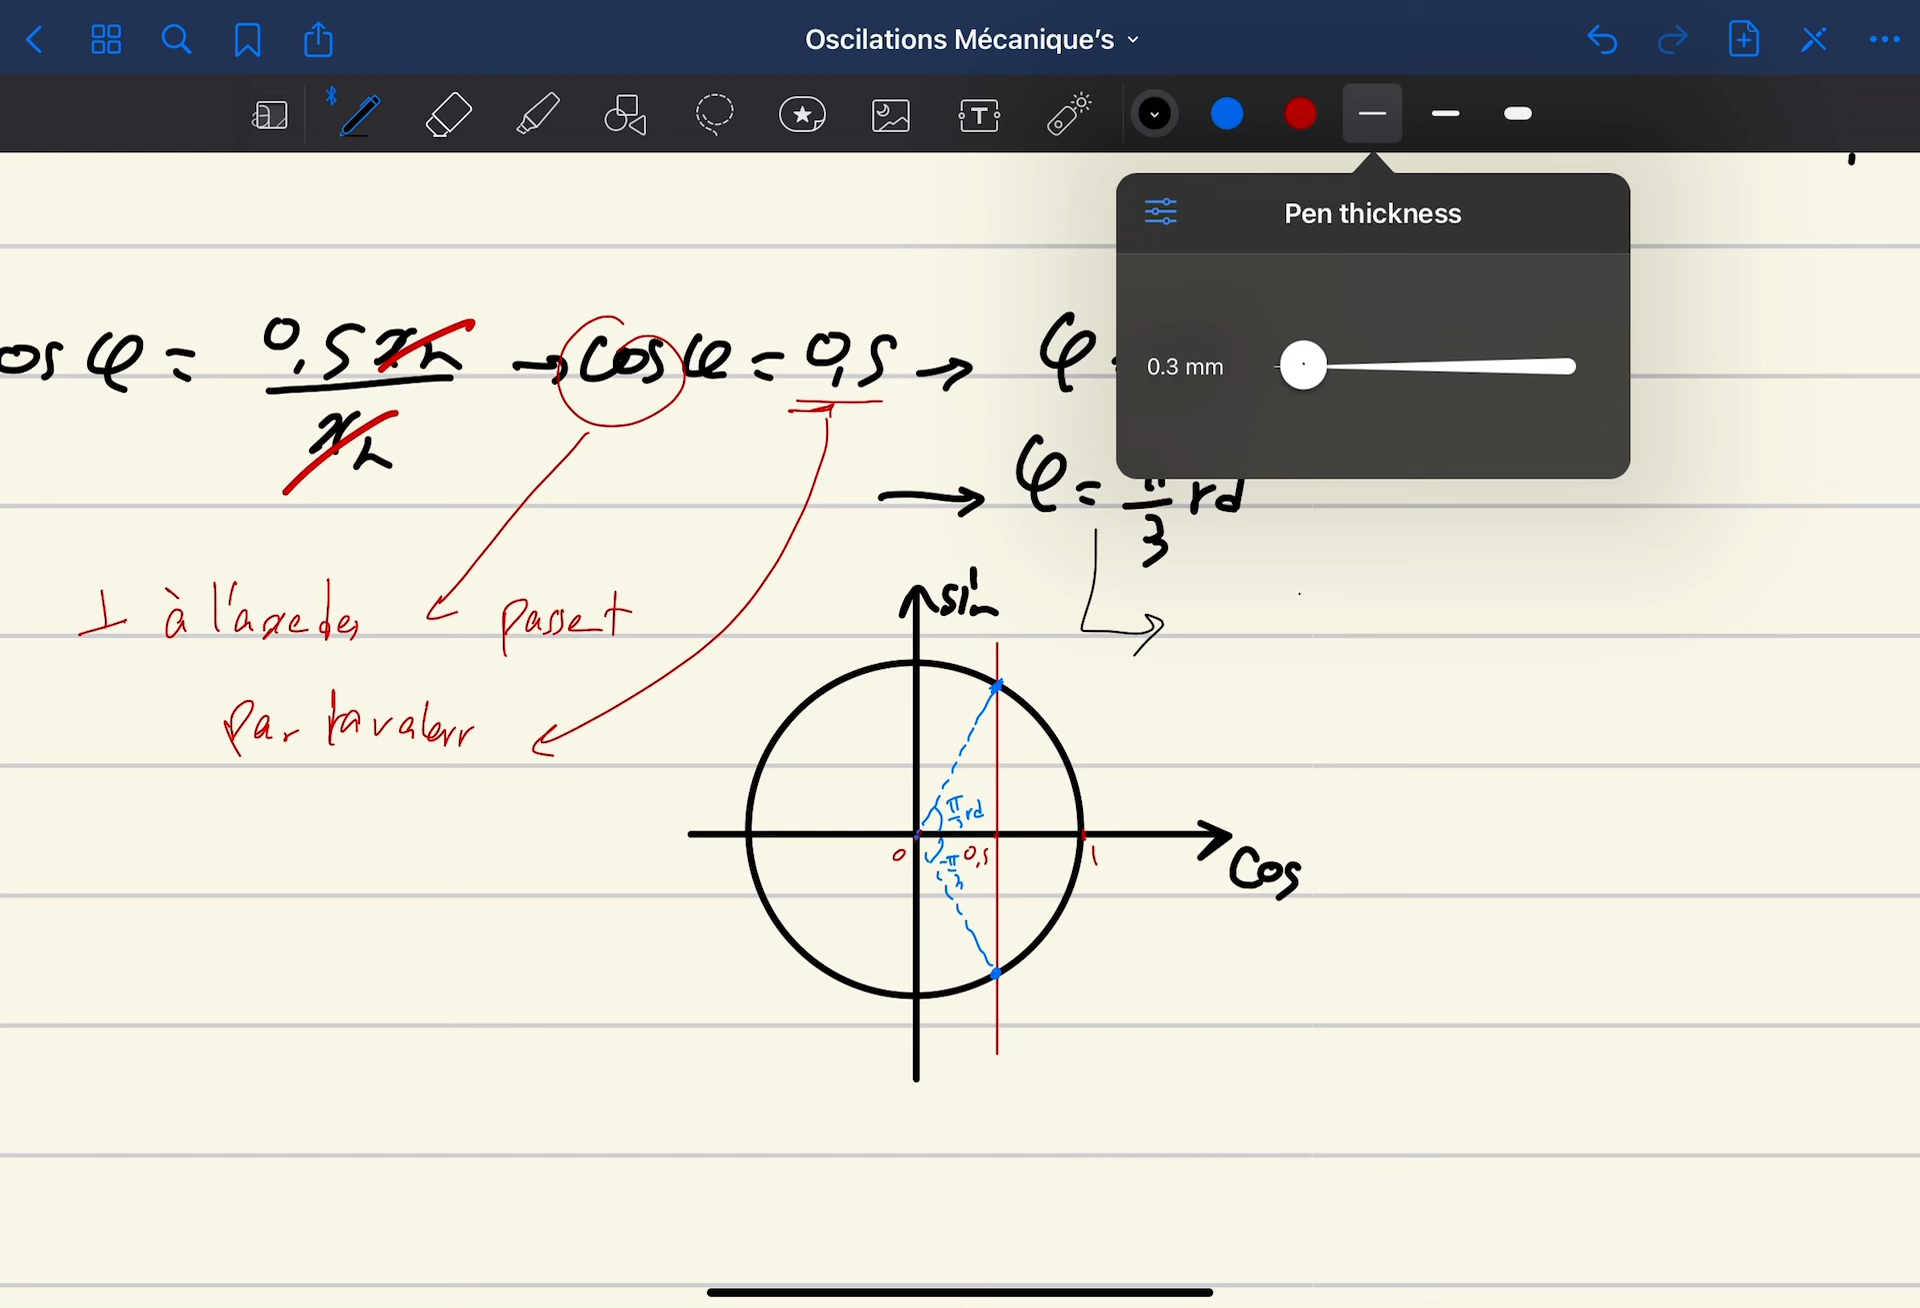 Oscilations Mécanique’s
Pen thickness
0.3 mm
os φ = 0,5 xm / xm → cos φ = 0,5 → φ
→ φ = π/3 rd
⊥ à l'axe des passent
par la valeur
sin
π/3 rd
0 0,5 1
-π/3
Cos